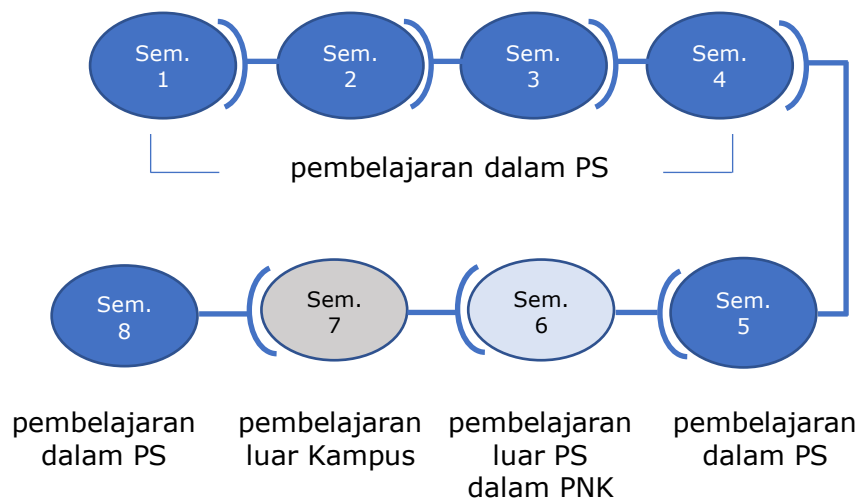 Sem.
1
Sem.
2
Sem.
3
Sem.
4
pembelajaran dalam PS
Sem.
8
Sem.
7
Sem.
6
Sem.
5
pembelajaran
dalam PS
pembelajaran
luar Kampus
pembelajaran
luar PS
dalam PNK
pembelajaran
dalam PS